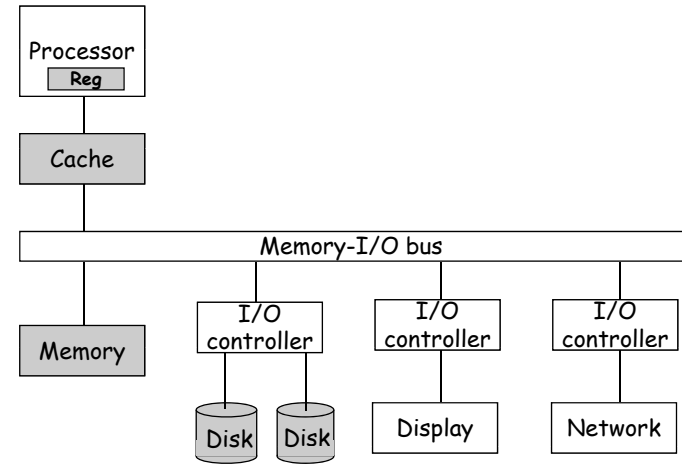 Processor
Reg
Cache
Memory-I/O bus
Memory
I/O
controller
I/O
controller
I/O
controller
Disk
Disk
Display
Network